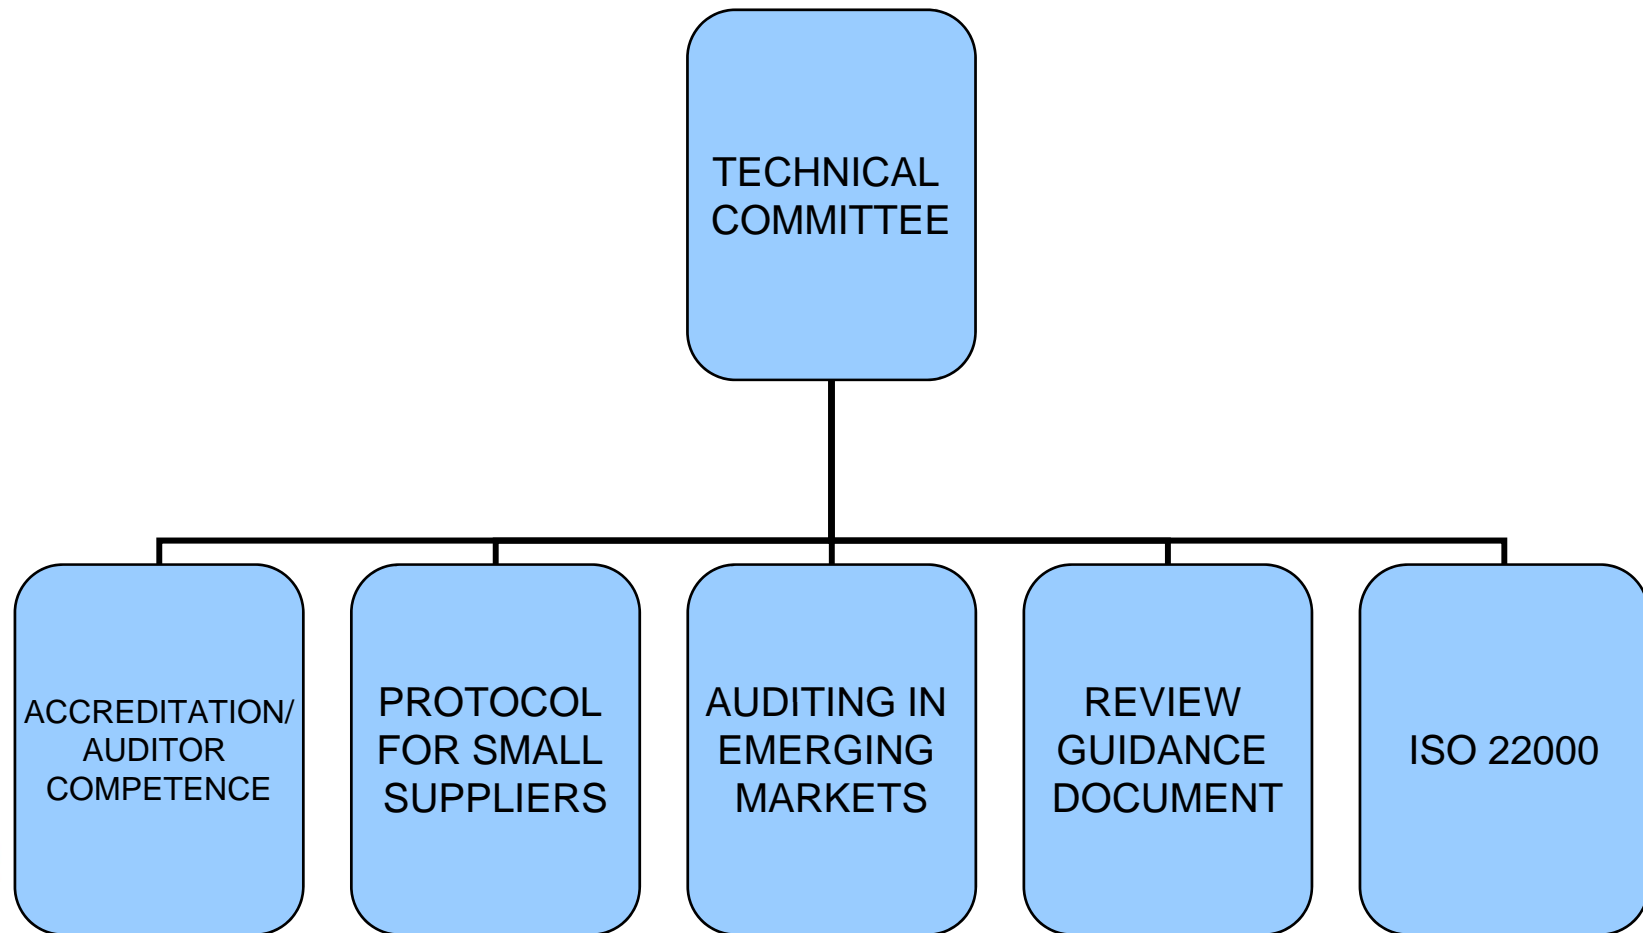 TECHNICAL
COMMITTEE
ACCREDITATION/
AUDITOR
COMPETENCE
PROTOCOL
FOR SMALL
SUPPLIERS
AUDITING IN
EMERGING
MARKETS
REVIEW
GUIDANCE
DOCUMENT
ISO 22000